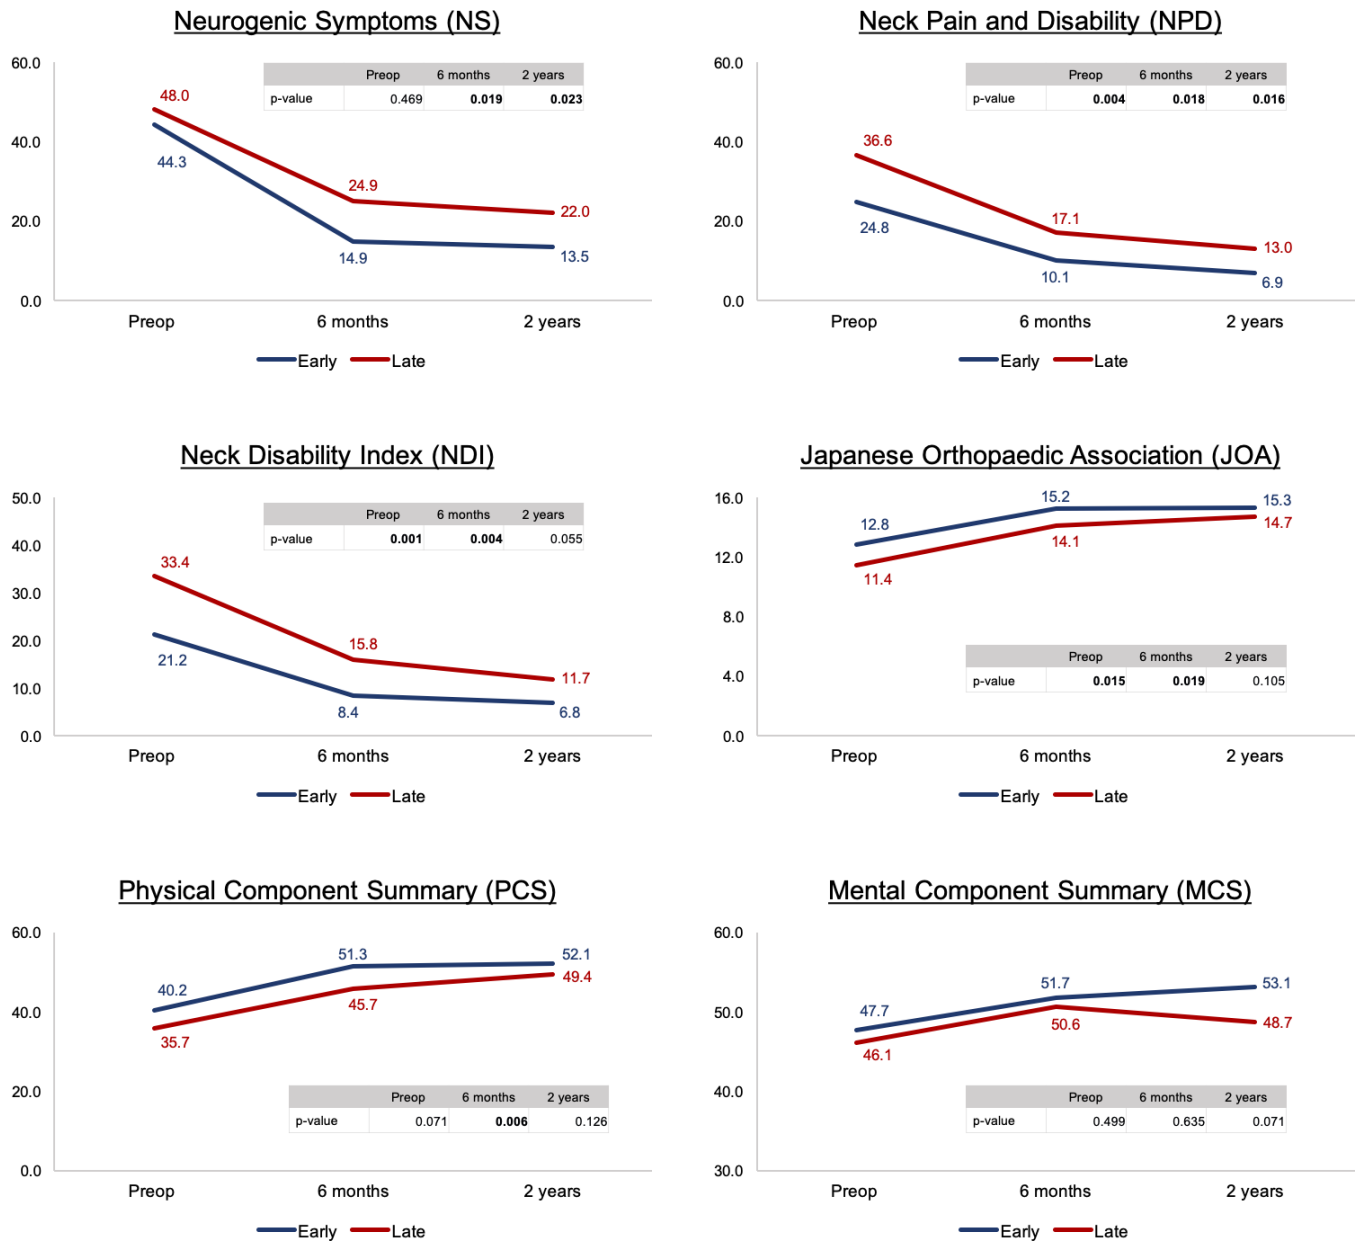 Neurogenic Symptoms (NS)
60.0
40.0
20.0
0.0
Preop 6 months 2 years
p-value 0.469 0.019 0.023
48.0
44.3
24.9
14.9
22.0
13.5
Preop 6 months 2 years
Early Late
Neck Pain and Disability (NPD)
60.0
40.0
20.0
0.0
Preop 6 months 2 years
p-value 0.004 0.018 0.016
36.6
24.8
17.1
10.1
13.0
6.9
Preop 6 months 2 years
Early Late
Neck Disability Index (NDI)
50.0
40.0
30.0
20.0
10.0
0.0
Preop 6 months 2 years
p-value 0.001 0.004 0.055
33.4
21.2
15.8
8.4
11.7
6.8
Preop 6 months 2 years
Early Late
Japanese Orthopaedic Association (JOA)
16.0
12.0
8.0
4.0
0.0
12.8
11.4
15.2
14.1
15.3
14.7
Preop 6 months 2 years
p-value 0.015 0.019 0.105
Preop 6 months 2 years
Early Late
Physical Component Summary (PCS)
60.0
40.0
20.0
0.0
40.2
35.7
51.3
45.7
52.1
49.4
Preop 6 months 2 years
p-value 0.071 0.006 0.126
Preop 6 months 2 years
Early Late
Mental Component Summary (MCS)
60.0
50.0
40.0
30.0
47.7
46.1
51.7
50.6
53.1
48.7
Preop 6 months 2 years
p-value 0.499 0.635 0.071
Preop 6 months 2 years
Early Late